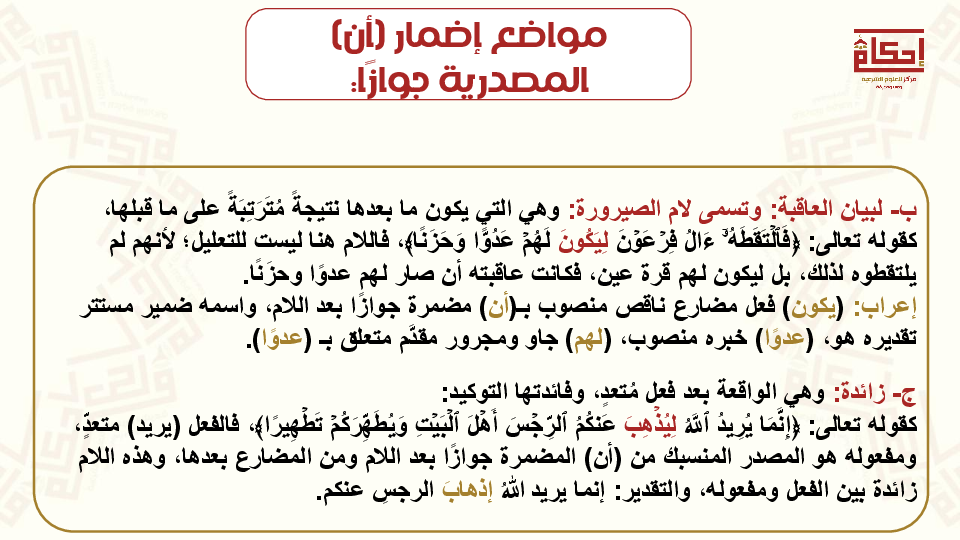 مواضع إضمار (أن)
المصدرية جوازًا:
إحكام
مركز للعلوم الشرعية
ب- لبيان العاقبة: وتسمى لام الصيرورة: وهي التي يكون ما بعدها نتيجةً مُتَرَتِبَةً على ما قبلها،
كقوله تعالى: ﴿فَٱلۡتَقَطَهُۥٓ ءَالُ فِرۡعَوۡنَ لِيَكُونَ لَهُمۡ عَدُوّٗا وَحَزَنًا﴾، فاللام هنا ليست للتعليل؛ لأنهم لم
يلتقطوه لذلك، بل ليكون لهم قرة عين، فكانت عاقبته أن صار لهم عدوًا وحزَنًا.
إعراب: (يكون) فعل مضارع ناقص منصوب بـ(أن) مضمرة جوازًا بعد اللام، واسمه ضمير مستتر
تقديره هو، (عدوًا) خبره منصوب، (لهم) جاو ومجرور مقدَّم متعلق بـ (عدوًا).
ج- زائدة: وهي الواقعة بعد فعل مُتعدٍ، وفائدتها التوكيد:
كقوله تعالى: ﴿إِنَّمَا يُرِيدُ ٱللَّهُ لِيُذۡهِبَ عَنكُمُ ٱلرِّجۡسَ أَهۡلَ ٱلۡبَيۡتِ وَيُطَهِّرَكُمۡ تَطۡهِيرًا﴾، فالفعل (يريد) متعدٍّ،
ومفعوله هو المصدر المنسبك من (أن) المضمرة جوازًا بعد اللام ومن المضارع بعدها، وهذه اللام
زائدة بين الفعل ومفعوله، والتقدير: إنما يريد اللهُ إذهابَ الرجسِ عنكم.